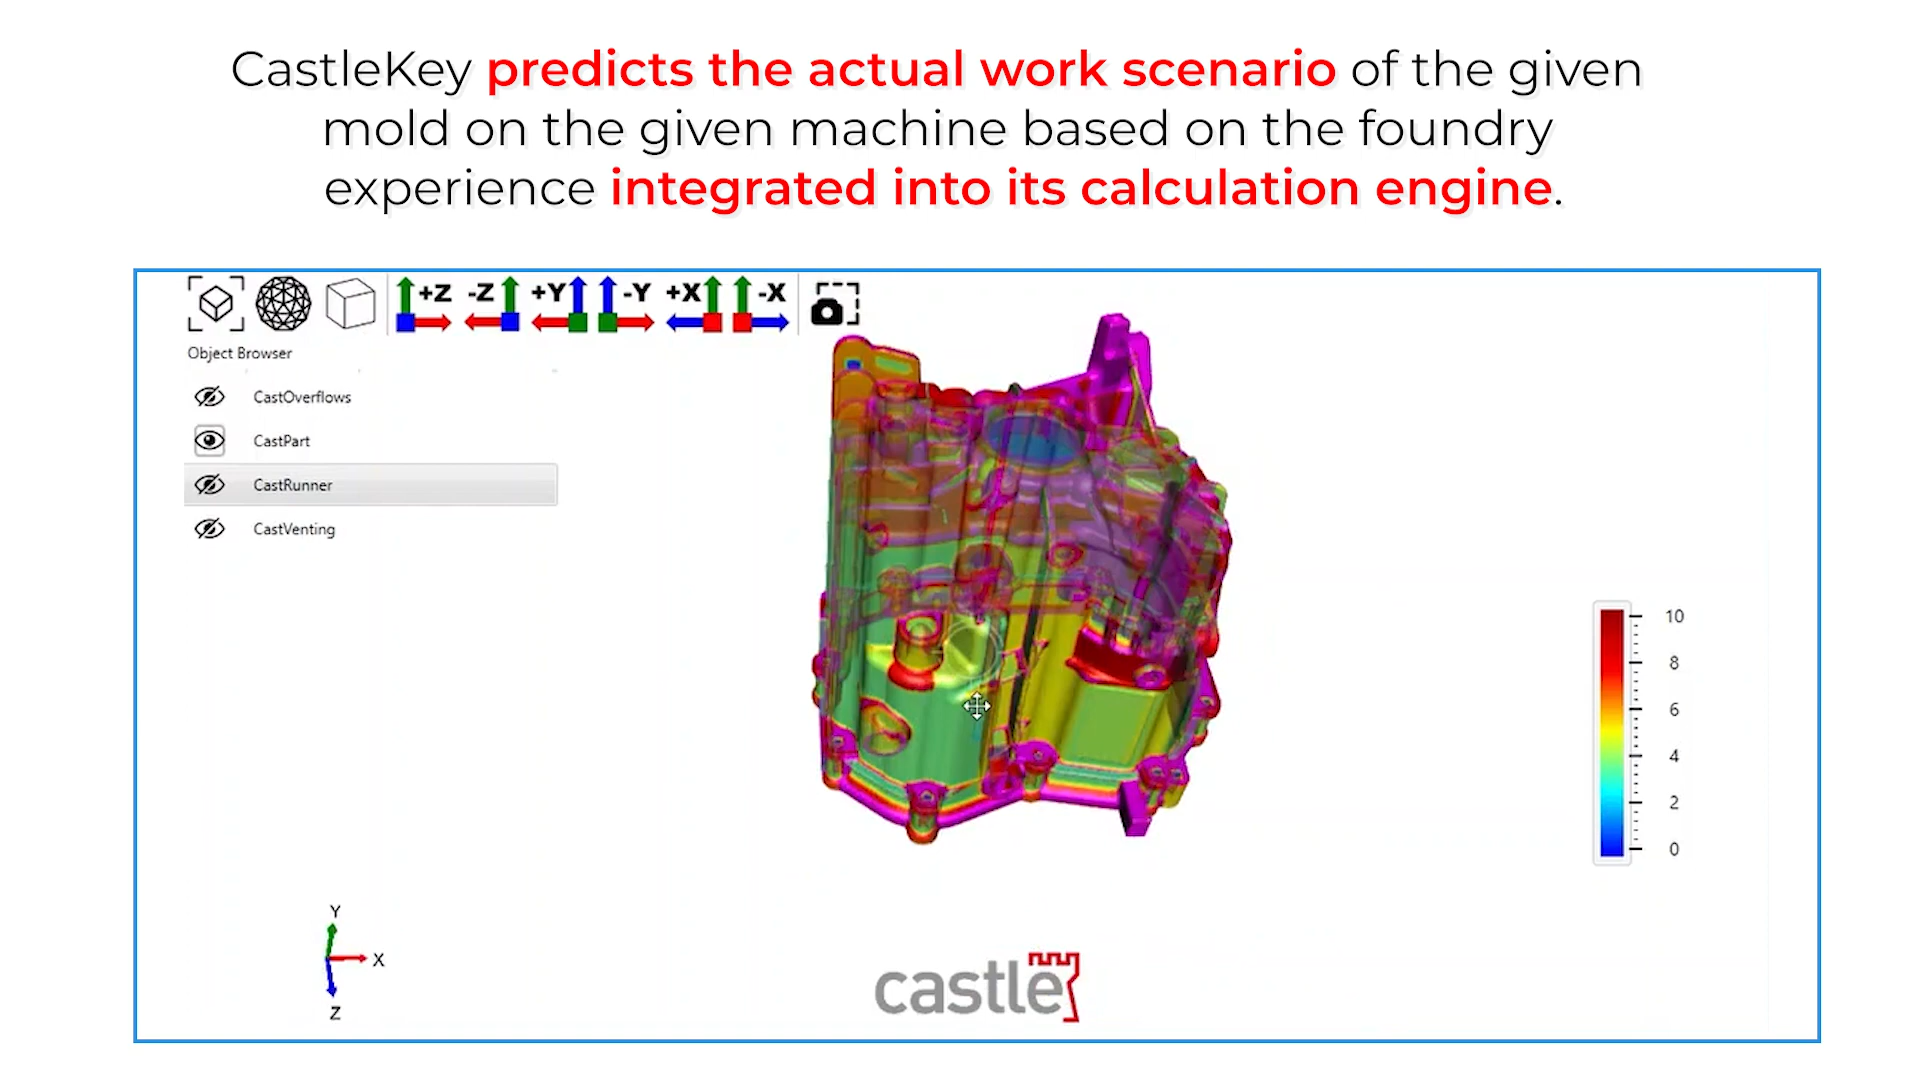 CastleKey predicts the actual work scenario of the given
mold on the given machine based on the foundry
experience integrated into its calculation engine.
+Z -Z +Y -Y +X -X
Object Browser
CastOverflows
CastPart
CastRunner
CastVenting
10
8
6
4
2
0
Y
X
Z
castle